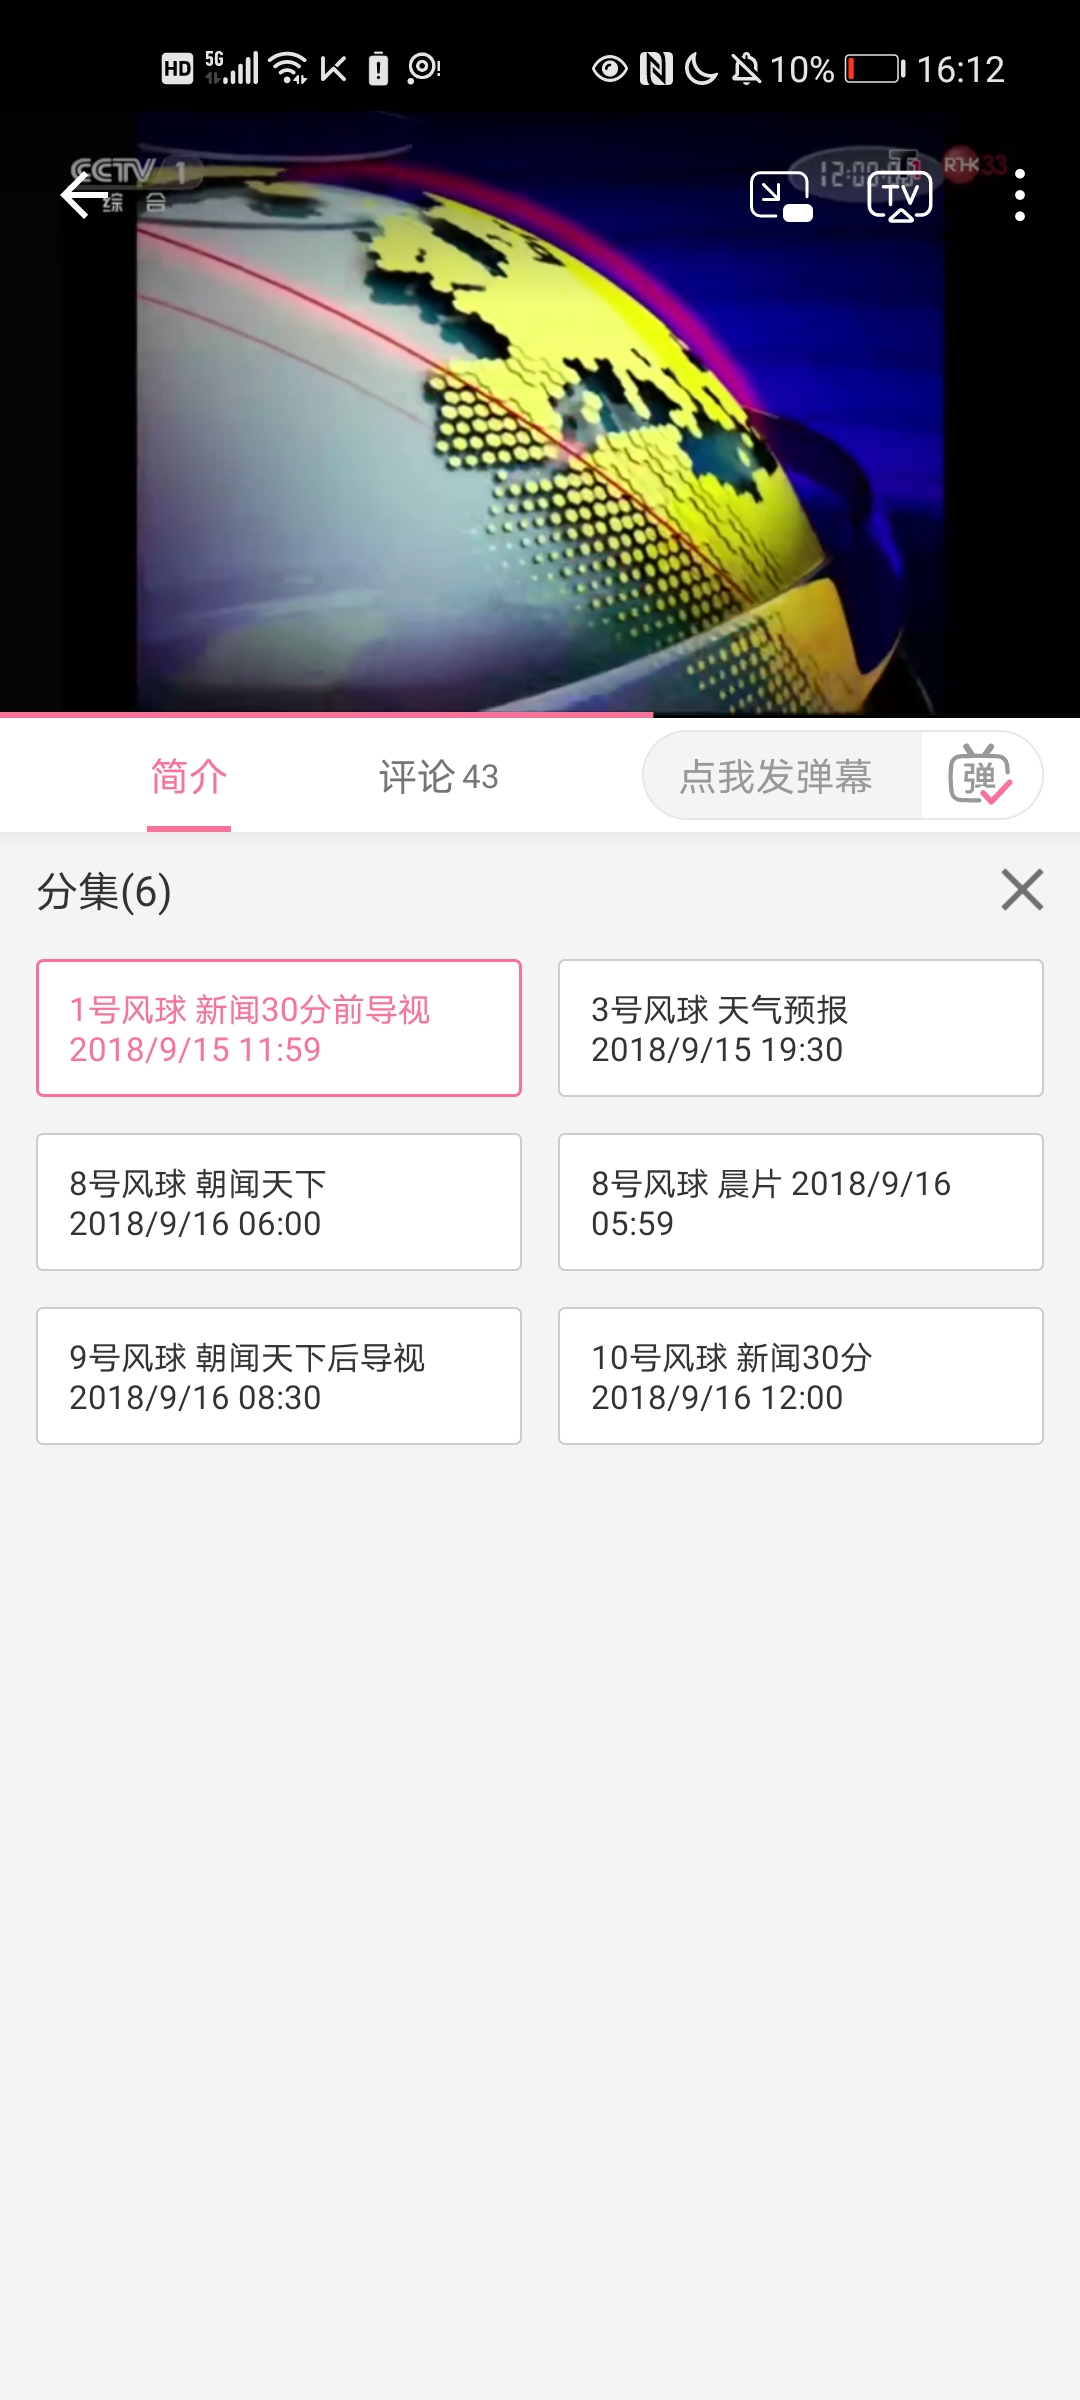 HD 5G 10% 16:12
CCTV 1
综合
RTHK 33
TV
简介
评论 43
点我发弹幕
弹
分集(6)
1号风球 新闻30分前导视
2018/9/15 11:59
3号风球 天气预报
2018/9/15 19:30
8号风球 朝闻天下
2018/9/16 06:00
8号风球 晨片 2018/9/16
05:59
9号风球 朝闻天下后导视
2018/9/16 08:30
10号风球 新闻30分
2018/9/16 12:00